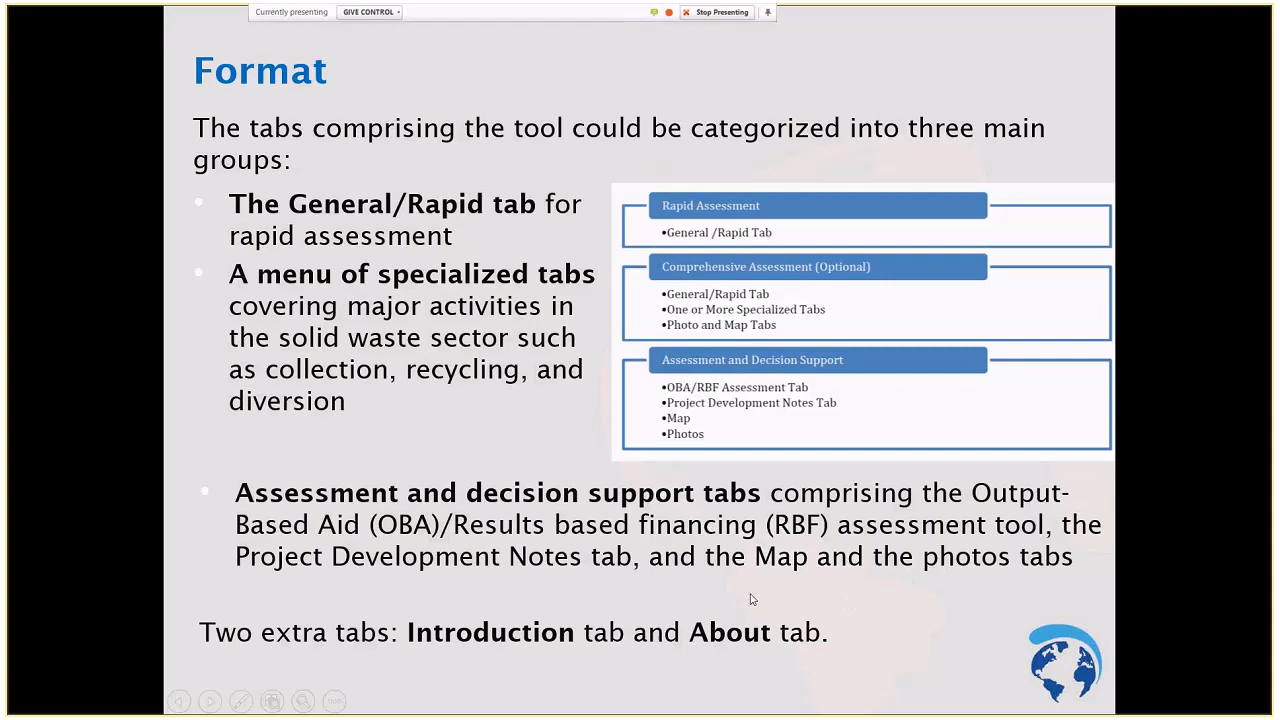 Currently presenting GIVE CONTROL Stop Presenting
Format
The tabs comprising the tool could be categorized into three main
groups:
• The General/Rapid tab for
rapid assessment
• A menu of specialized tabs
covering major activities in
the solid waste sector such
as collection, recycling, and
diversion
Rapid Assessment
•General /Rapid Tab
Comprehensive Assessment (Optional)
•General/Rapid Tab
•One or More Specialized Tabs
•Photo and Map Tabs
Assessment and Decision Support
•OBA/RBF Assessment Tab
•Project Development Notes Tab
•Map
•Photos
• Assessment and decision support tabs comprising the Output-
Based Aid (OBA)/Results based financing (RBF) assessment tool, the
Project Development Notes tab, and the Map and the photos tabs
Two extra tabs: Introduction tab and About tab.